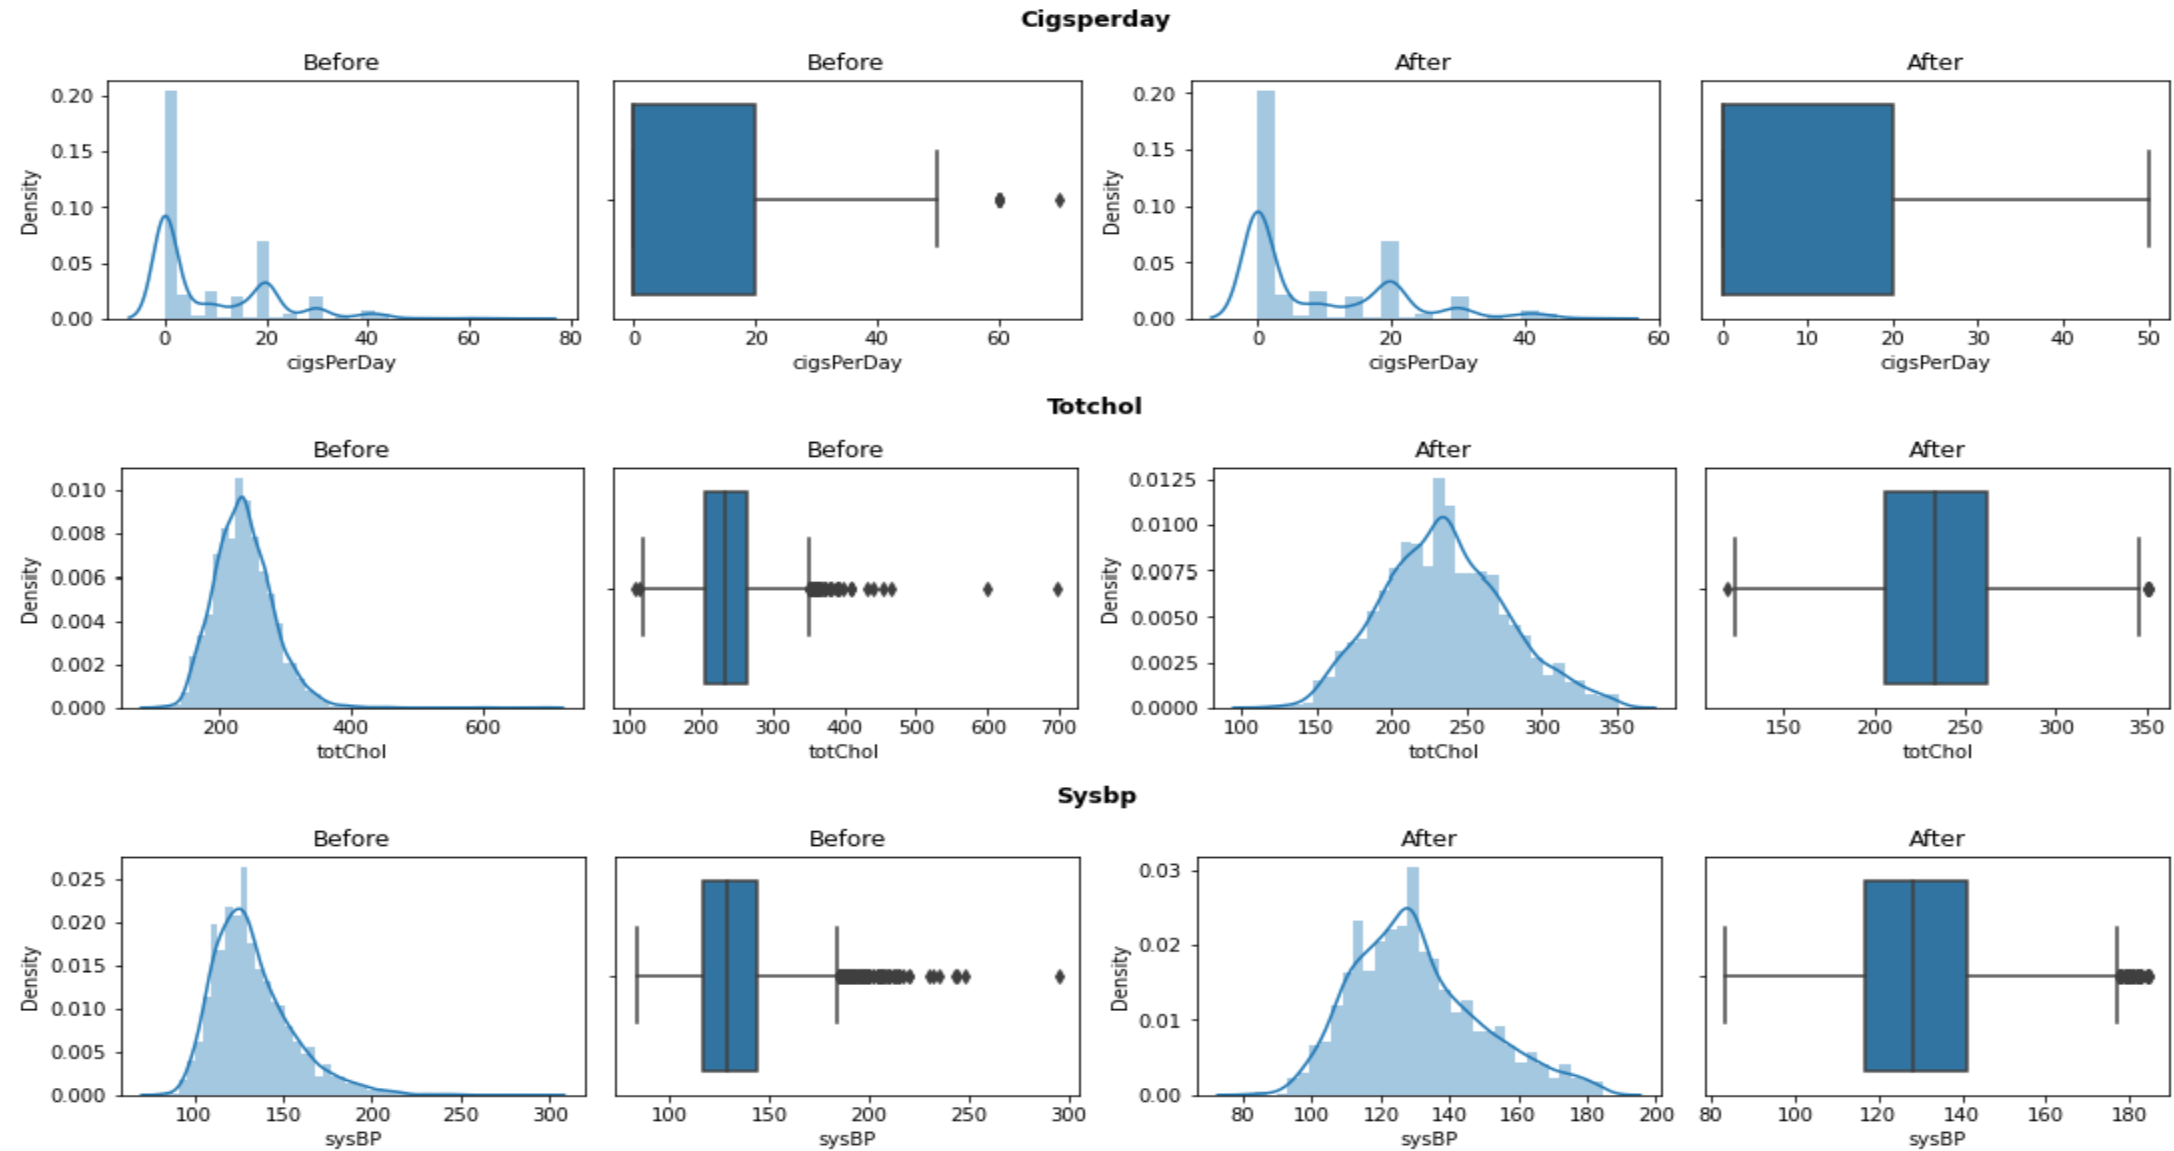 Cigsperday
Before Before After After
0.20
0.15
0.10
0.05
0.00
Density
0 20 40 60 80
cigsPerDay
0 20 40 60
cigsPerDay
0.20
0.15
0.10
0.05
0.00
Density
0 20 40 60
cigsPerDay
0 10 20 30 40 50
cigsPerDay
Totchol
Before Before After After
0.010
0.008
0.006
0.004
0.002
0.000
Density
200 400 600
totChol
100 200 300 400 500 600 700
totChol
0.0125
0.0100
0.0075
0.0050
0.0025
0.0000
Density
100 150 200 250 300 350
totChol
150 200 250 300 350
totChol
Sysbp
Before Before After After
0.025
0.020
0.015
0.010
0.005
0.000
Density
100 150 200 250 300
sysBP
100 150 200 250 300
sysBP
0.03
0.02
0.01
0.00
Density
80 100 120 140 160 180 200
sysBP
80 100 120 140 160 180
sysBP